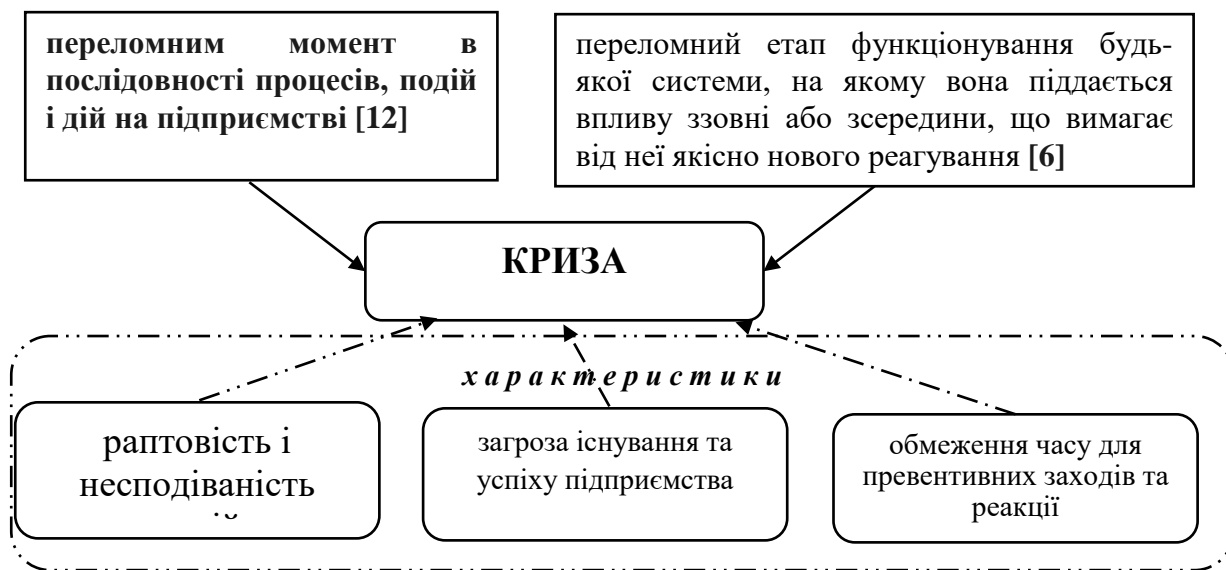 переломним момент в
послідовності процесів, подій
і дій на підприємстві [12]
переломний етап функціонування будь-
якої системи, на якому вона піддається
впливу ззовні або зсередини, що вимагає
від неї якісно нового реагування [6]
КРИЗА
х а р а к т е р и с т и к и
раптовість і
несподіваність
загроза існування та
успіху підприємства
обмеження часу для
превентивних заходів та
реакції